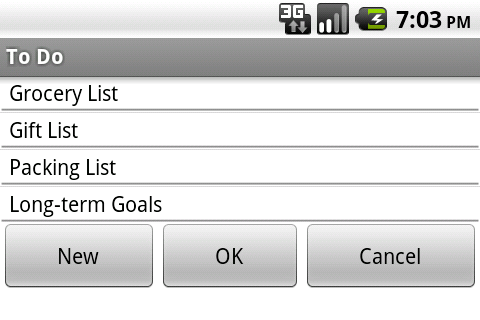 3G 7:03 PM
To Do
Grocery List
Gift List
Packing List
Long-term Goals
New OK Cancel